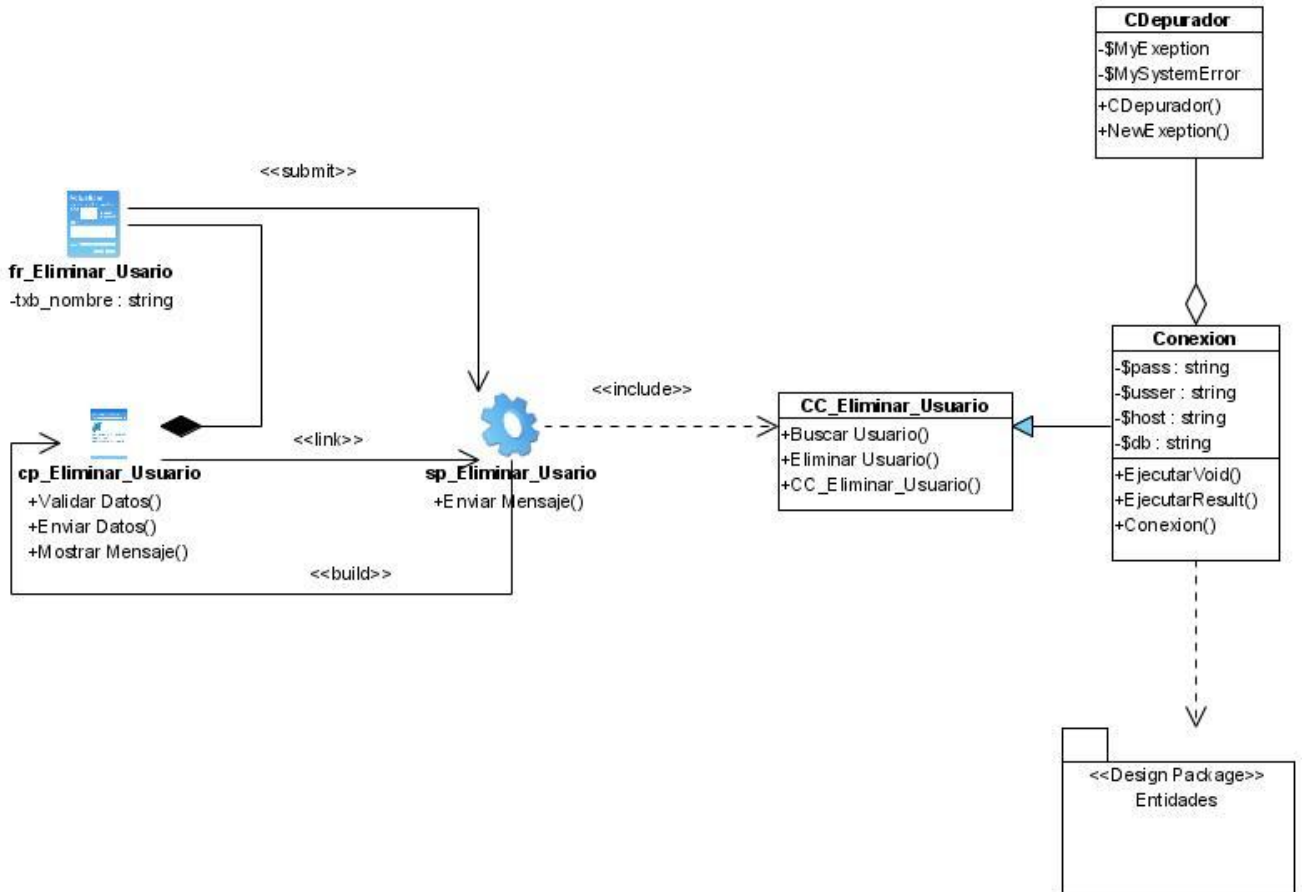 CDepurador
-$MyExeption
-$MySystemError
+CDepurador()
+NewExeption()
<<submit>>
fr_Eliminar_Usario
-txb_nombre : string
Conexion
-$pass : string
-$usser : string
-$host : string
-$db : string
+EjecutarVoid()
+EjecutarResult()
+Conexion()
<<include>>
CC_Eliminar_Usuario
+Buscar Usuario()
+Eliminar Usuario()
+CC_Eliminar_Usuario()
<<link>>
cp_Eliminar_Usuario
+Validar Datos()
+Enviar Datos()
+Mostrar Mensaje()
sp_Eliminar_Usario
+Enviar Mensaje()
<<build>>
<<Design Package>>
Entidades